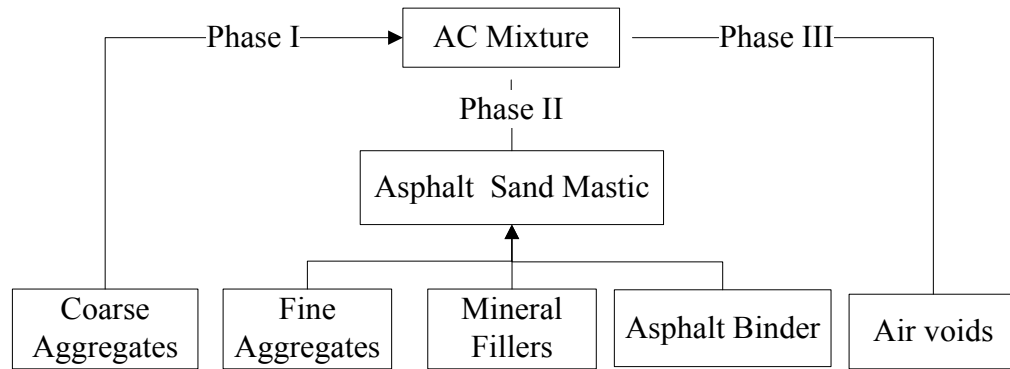 Phase I
AC Mixture
Phase III
Phase II
Asphalt Sand Mastic
Coarse
Aggregates
Fine
Aggregates
Mineral
Fillers
Asphalt Binder
Air voids